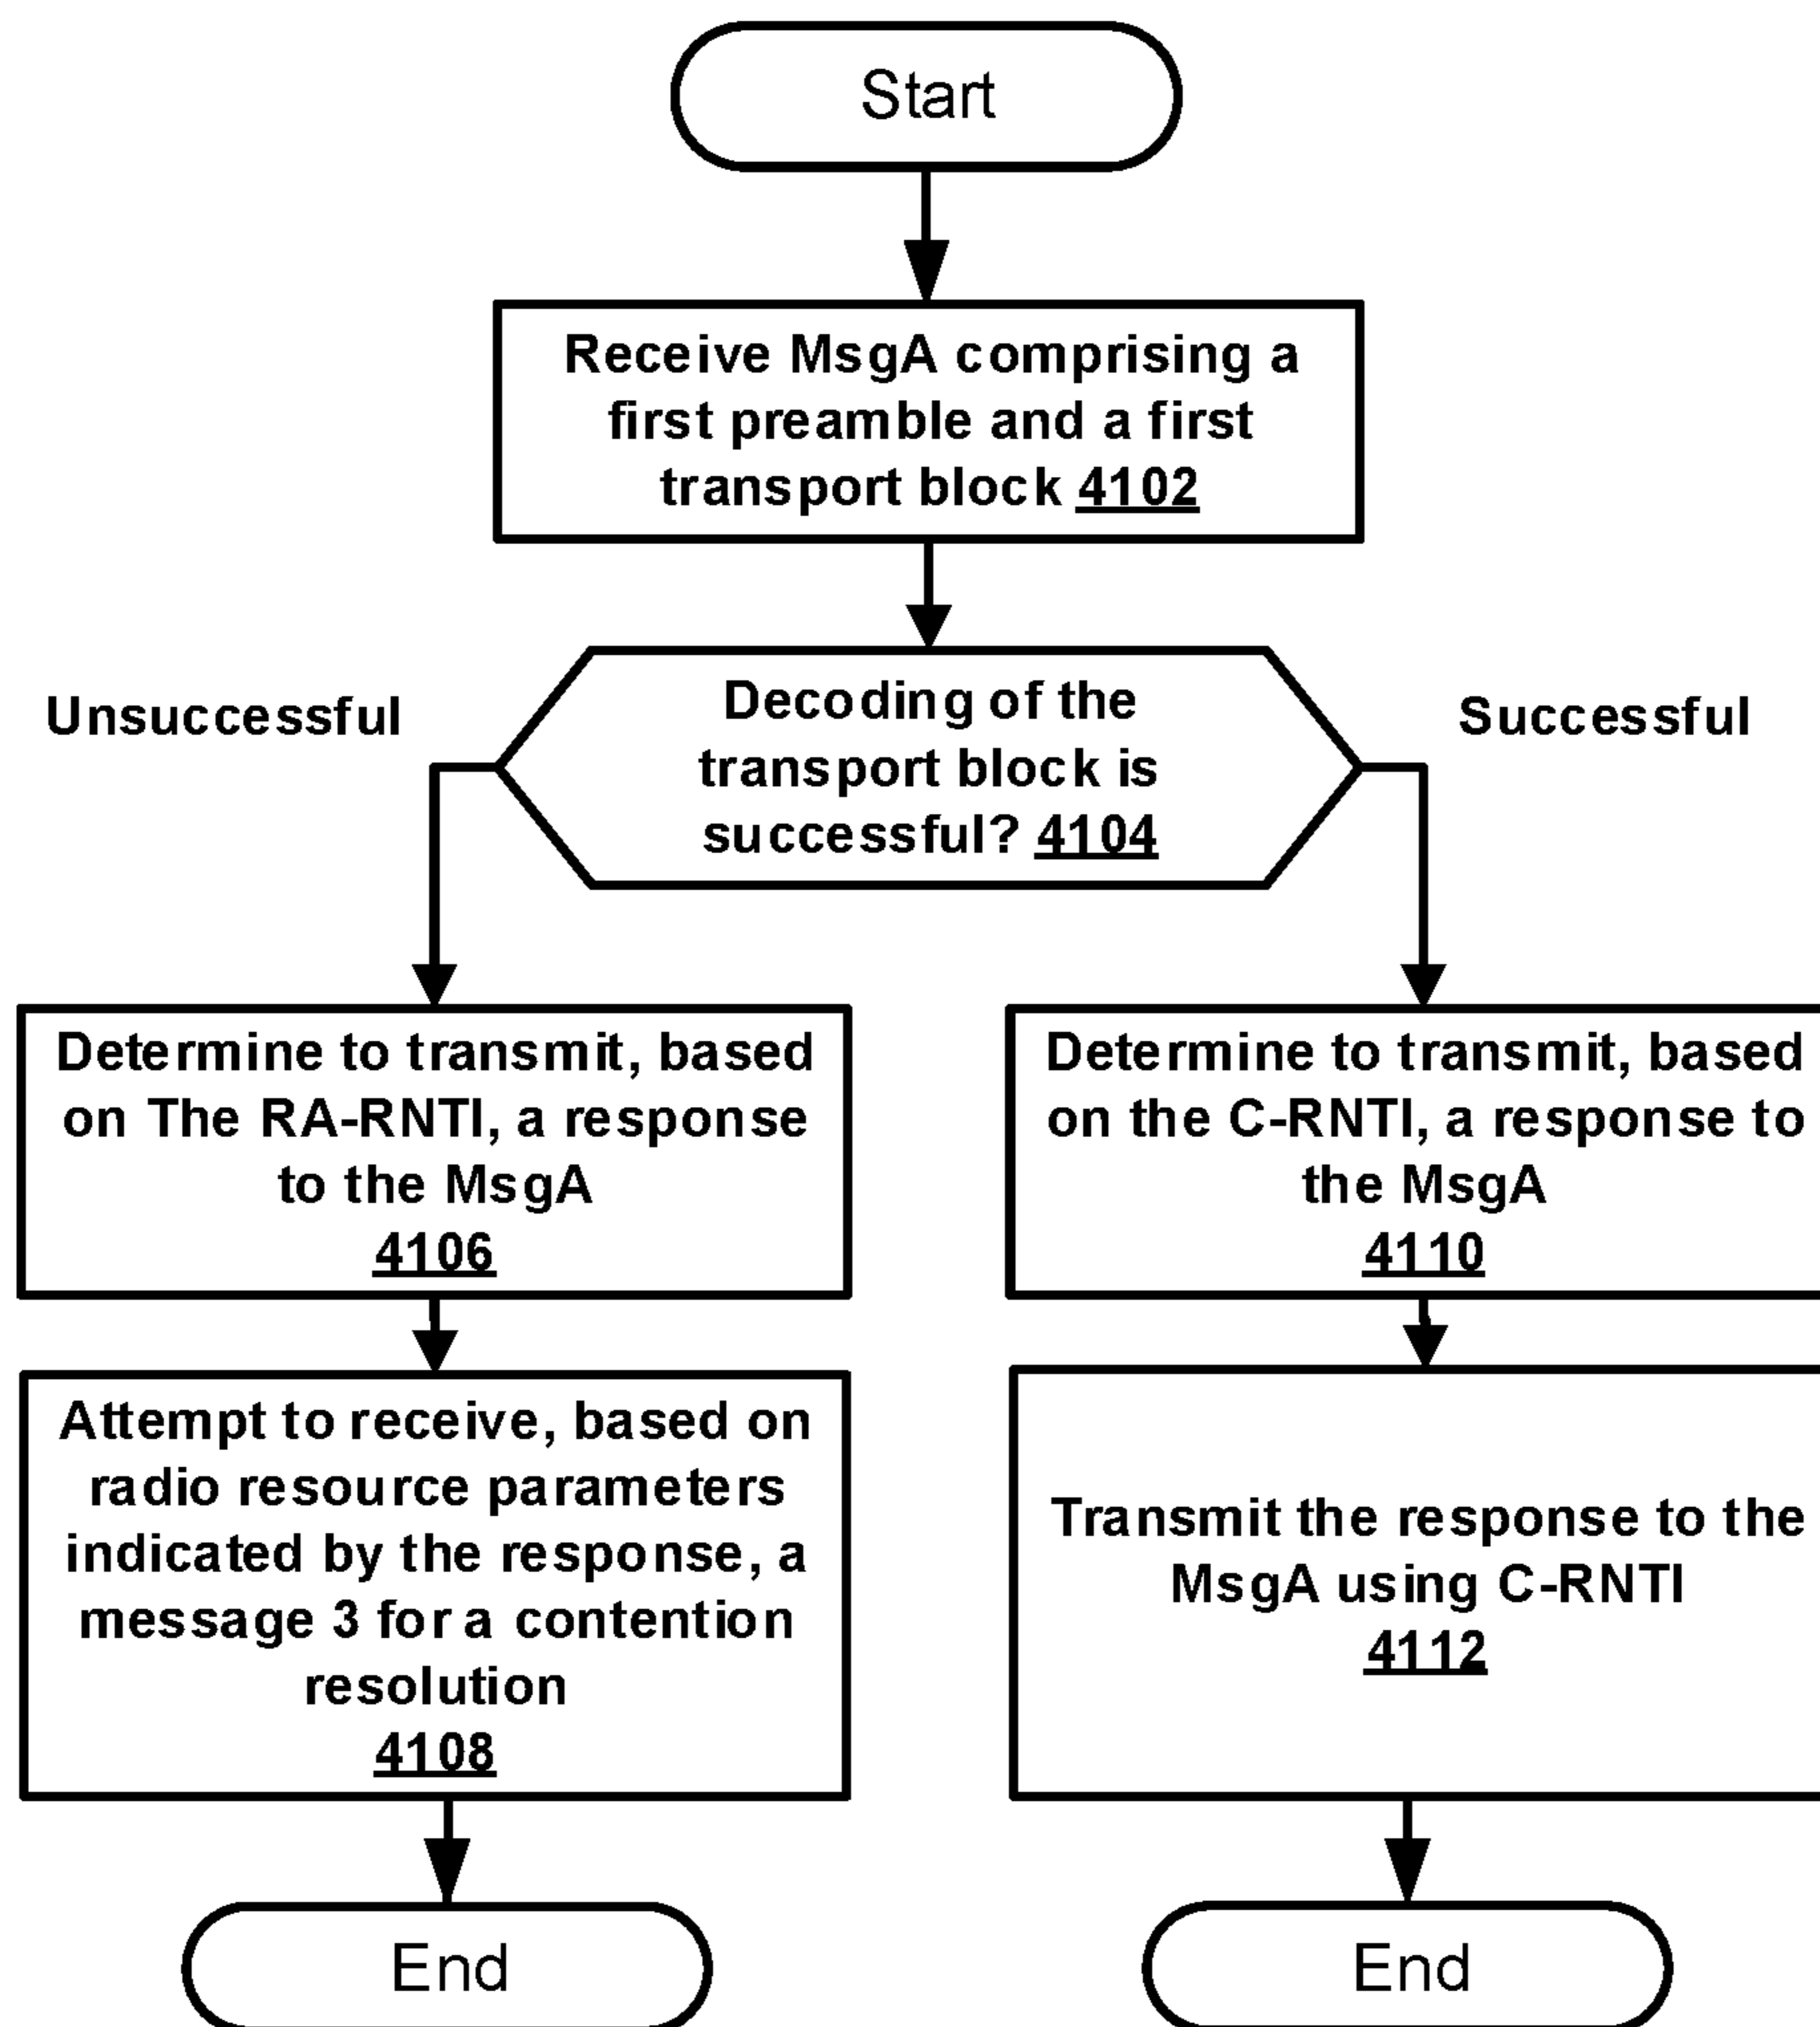 Start
Receive MsgA comprising a
first preamble and a first
transport block 4102
Unsuccessful
Decoding of the
transport block is
successful? 4104
Successful
Determine to transmit, based
on The RA-RNTI, a response
to the MsgA
4106
Attempt to receive, based on
radio resource parameters
indicated by the response, a
message 3 for a contention
resolution
4108
End
Determine to transmit, based
on the C-RNTI, a response to
the MsgA
4110
Transmit the response to the
MsgA using C-RNTI
4112
End